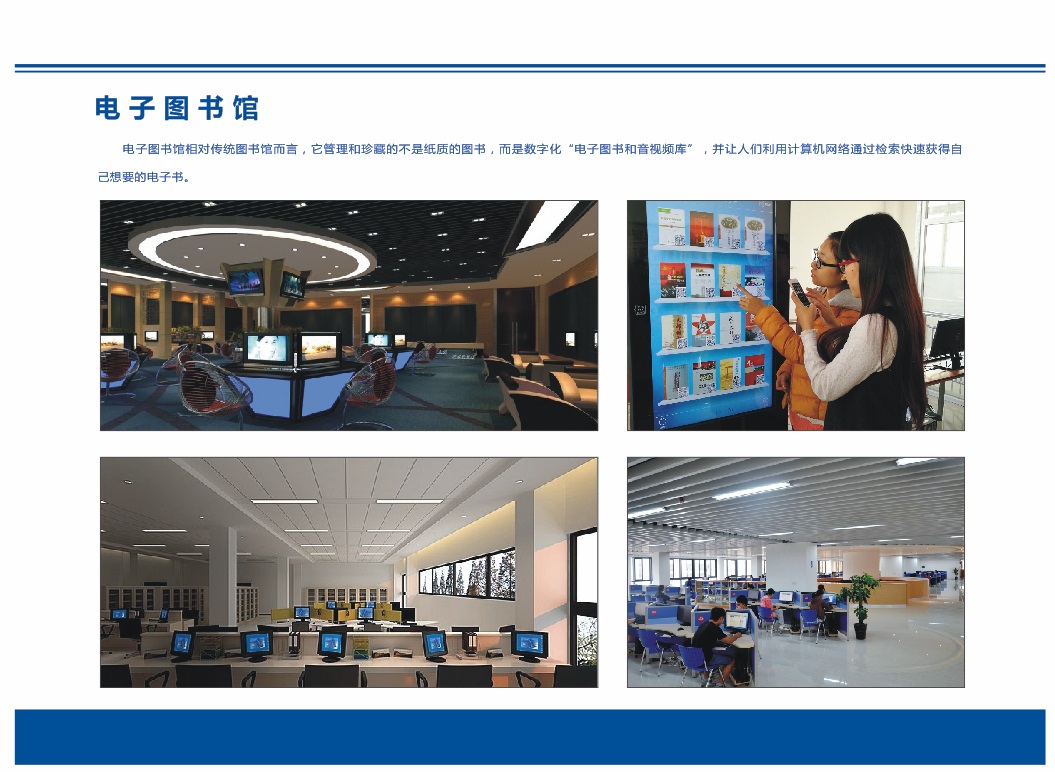 电子图书馆
电子图书馆相对传统图书馆而言，它管理和珍藏的不是纸质的图书，而是数字化“电子图书和音视频库”，并让人们利用计算机网络通过检索快速获得自
己想要的电子书。